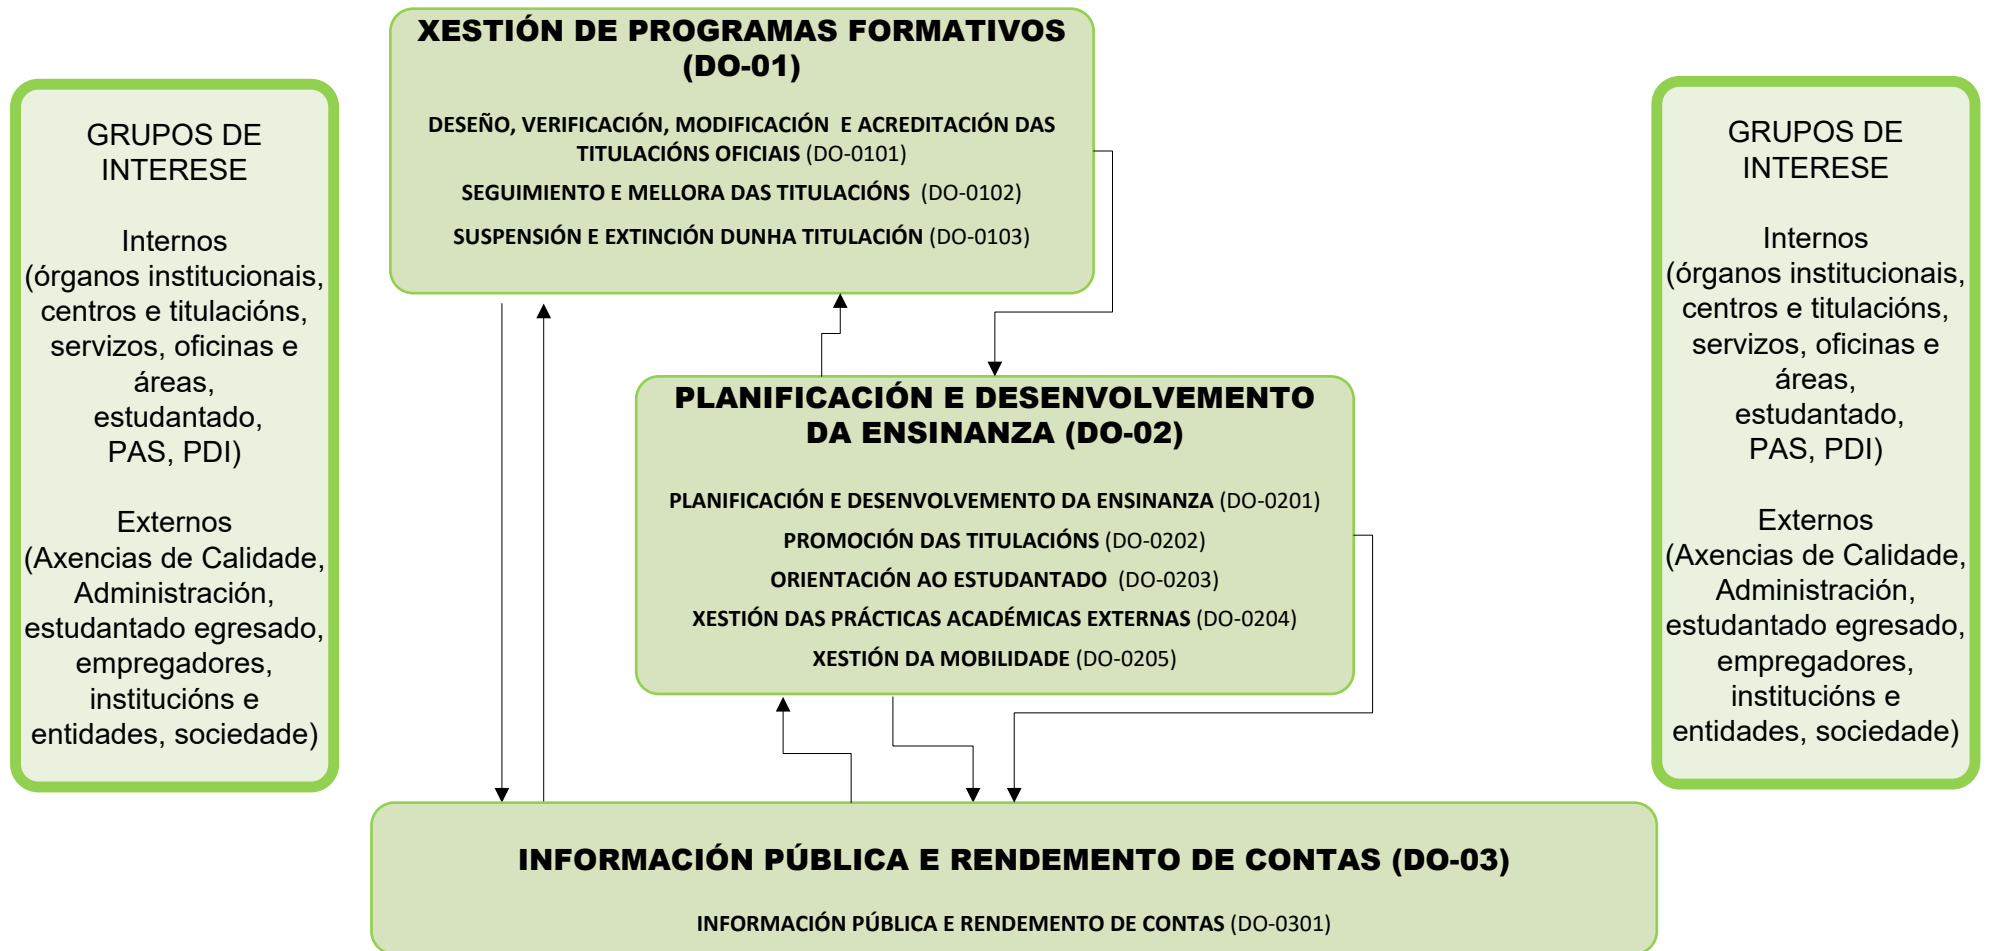 XESTIÓN DE PROGRAMAS FORMATIVOS
(DO-01)
DESEÑO, VERIFICACIÓN, MODIFICACIÓN E ACREDITACIÓN DAS
TITULACIÓNS OFICIAIS (DO-0101)
SEGUIMIENTO E MELLORA DAS TITULACIÓNS (DO-0102)
SUSPENSIÓN E EXTINCIÓN DUNHA TITULACIÓN (DO-0103)
GRUPOS DE
INTERESE
Internos
(órganos institucionais,
centros e titulacións,
servizos, oficinas e
áreas,
estudantado,
PAS, PDI)
Externos
(Axencias de Calidade,
Administración,
estudantado egresado,
empregadores,
institucións e
entidades, sociedade)
PLANIFICACIÓN E DESENVOLVEMENTO
DA ENSINANZA (DO-02)
PLANIFICACIÓN E DESENVOLVEMENTO DA ENSINANZA (DO-0201)
PROMOCIÓN DAS TITULACIÓNS (DO-0202)
ORIENTACIÓN AO ESTUDANTADO (DO-0203)
XESTIÓN DAS PRÁCTICAS ACADÉMICAS EXTERNAS (DO-0204)
XESTIÓN DA MOBILIDADE (DO-0205)
GRUPOS DE
INTERESE
Internos
(órganos institucionais,
centros e titulacións,
servizos, oficinas e
áreas,
estudantado,
PAS, PDI)
Externos
(Axencias de Calidade,
Administración,
estudantado egresado,
empregadores,
institucións e
entidades, sociedade)
INFORMACIÓN PÚBLICA E RENDEMENTO DE CONTAS (DO-03)
INFORMACIÓN PÚBLICA E RENDEMENTO DE CONTAS (DO-0301)